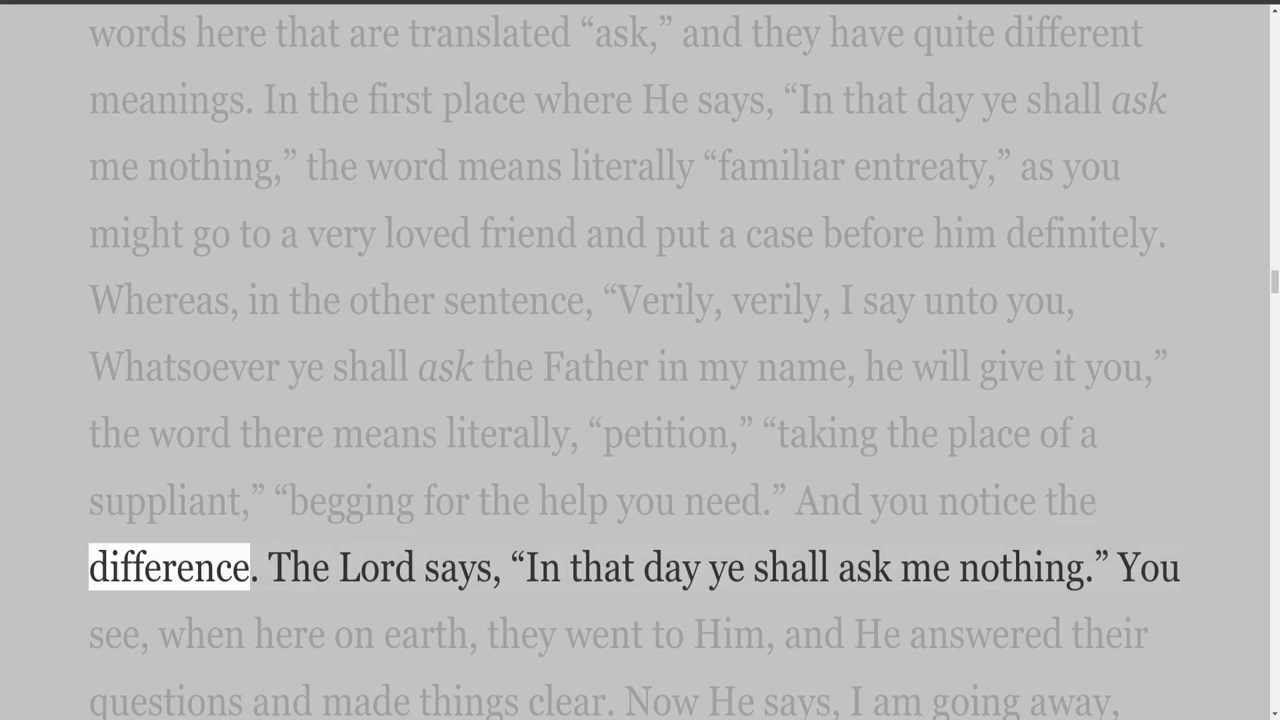 words here that are translated “ask,” and they have quite different
meanings. In the first place where He says, “In that day ye shall ask
me nothing,” the word means literally “familiar entreaty,” as you
might go to a very loved friend and put a case before him definitely.
Whereas, in the other sentence, “Verily, verily, I say unto you,
Whatsoever ye shall ask the Father in my name, he will give it you,”
the word there means literally, “petition,” “taking the place of a
suppliant,” “begging for the help you need.” And you notice the
difference. The Lord says, “In that day ye shall ask me nothing.” You
see, when here on earth, they went to Him, and He answered their
questions and made things clear. Now He says, I am going away,